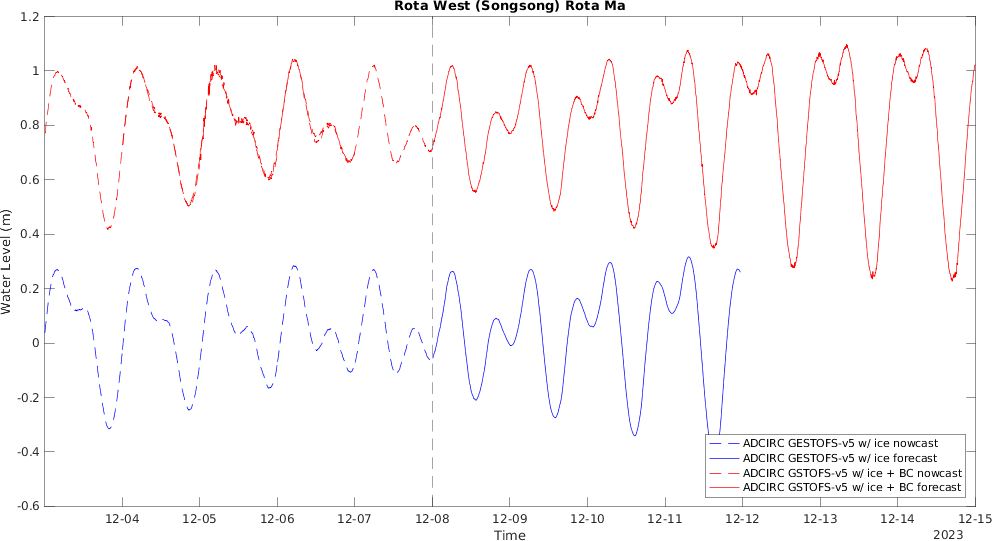 Rota West (Songsong) Rota Ma
Water Level (m)
1.2
1
0.8
0.6
0.4
0.2
0
-0.2
-0.4
-0.6
ADCIRC GESTOFS-v5 w/ ice nowcast
ADCIRC GESTOFS-v5 w/ ice forecast
ADCIRC GSTOFS-v5 w/ ice + BC nowcast
ADCIRC GSTOFS-v5 w/ ice + BC forecast
12-04 12-05 12-06 12-07 12-08 12-09 12-10 12-11 12-12 12-13 12-14 12-15
Time
2023